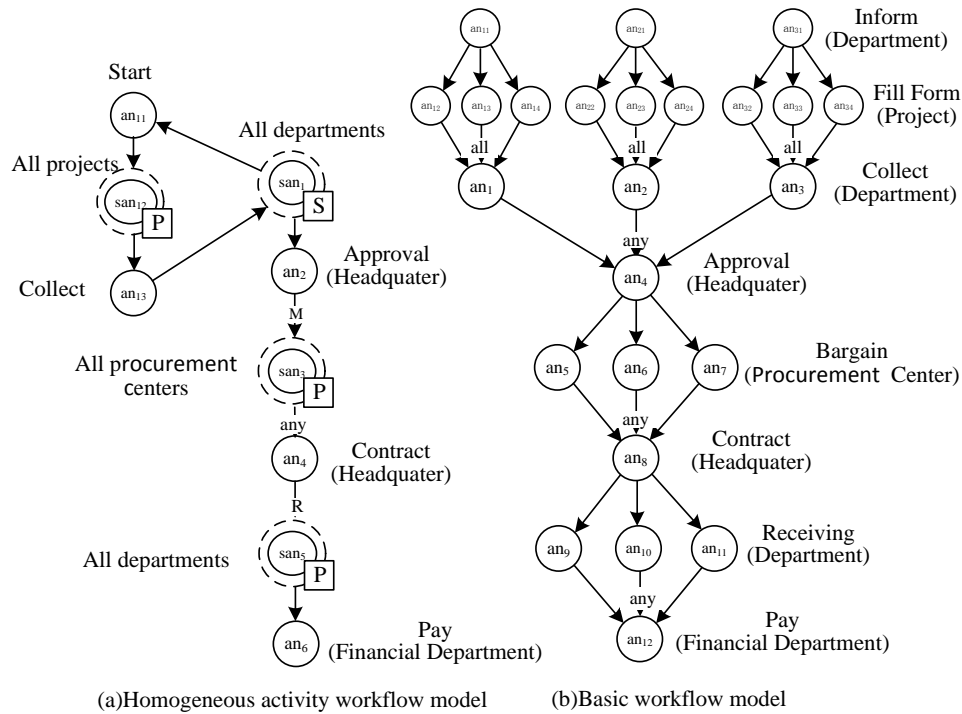 Start
an11
All projects
san12
P
Collect
an13
All departments
san1
S
an2
Approval
(Headquater)
M
All procurement
centers
san3
P
any
an4
Contract
(Headquater)
R
All departments
san5
P
an6
Pay
(Financial Department)
(a)Homogeneous activity workflow model
an11
an21
an31
Inform
(Department)
an12
an13
an14
an22
an23
an24
an32
an33
an34
Fill Form
(Project)
all
all
all
an1
an2
an3
Collect
(Department)
any
an4
Approval
(Headquater)
an5
an6
an7
Bargain
(Procurement Center)
any
an8
Contract
(Headquater)
an9
an10
an11
Receiving
(Department)
any
an12
Pay
(Financial Department)
(b)Basic workflow model